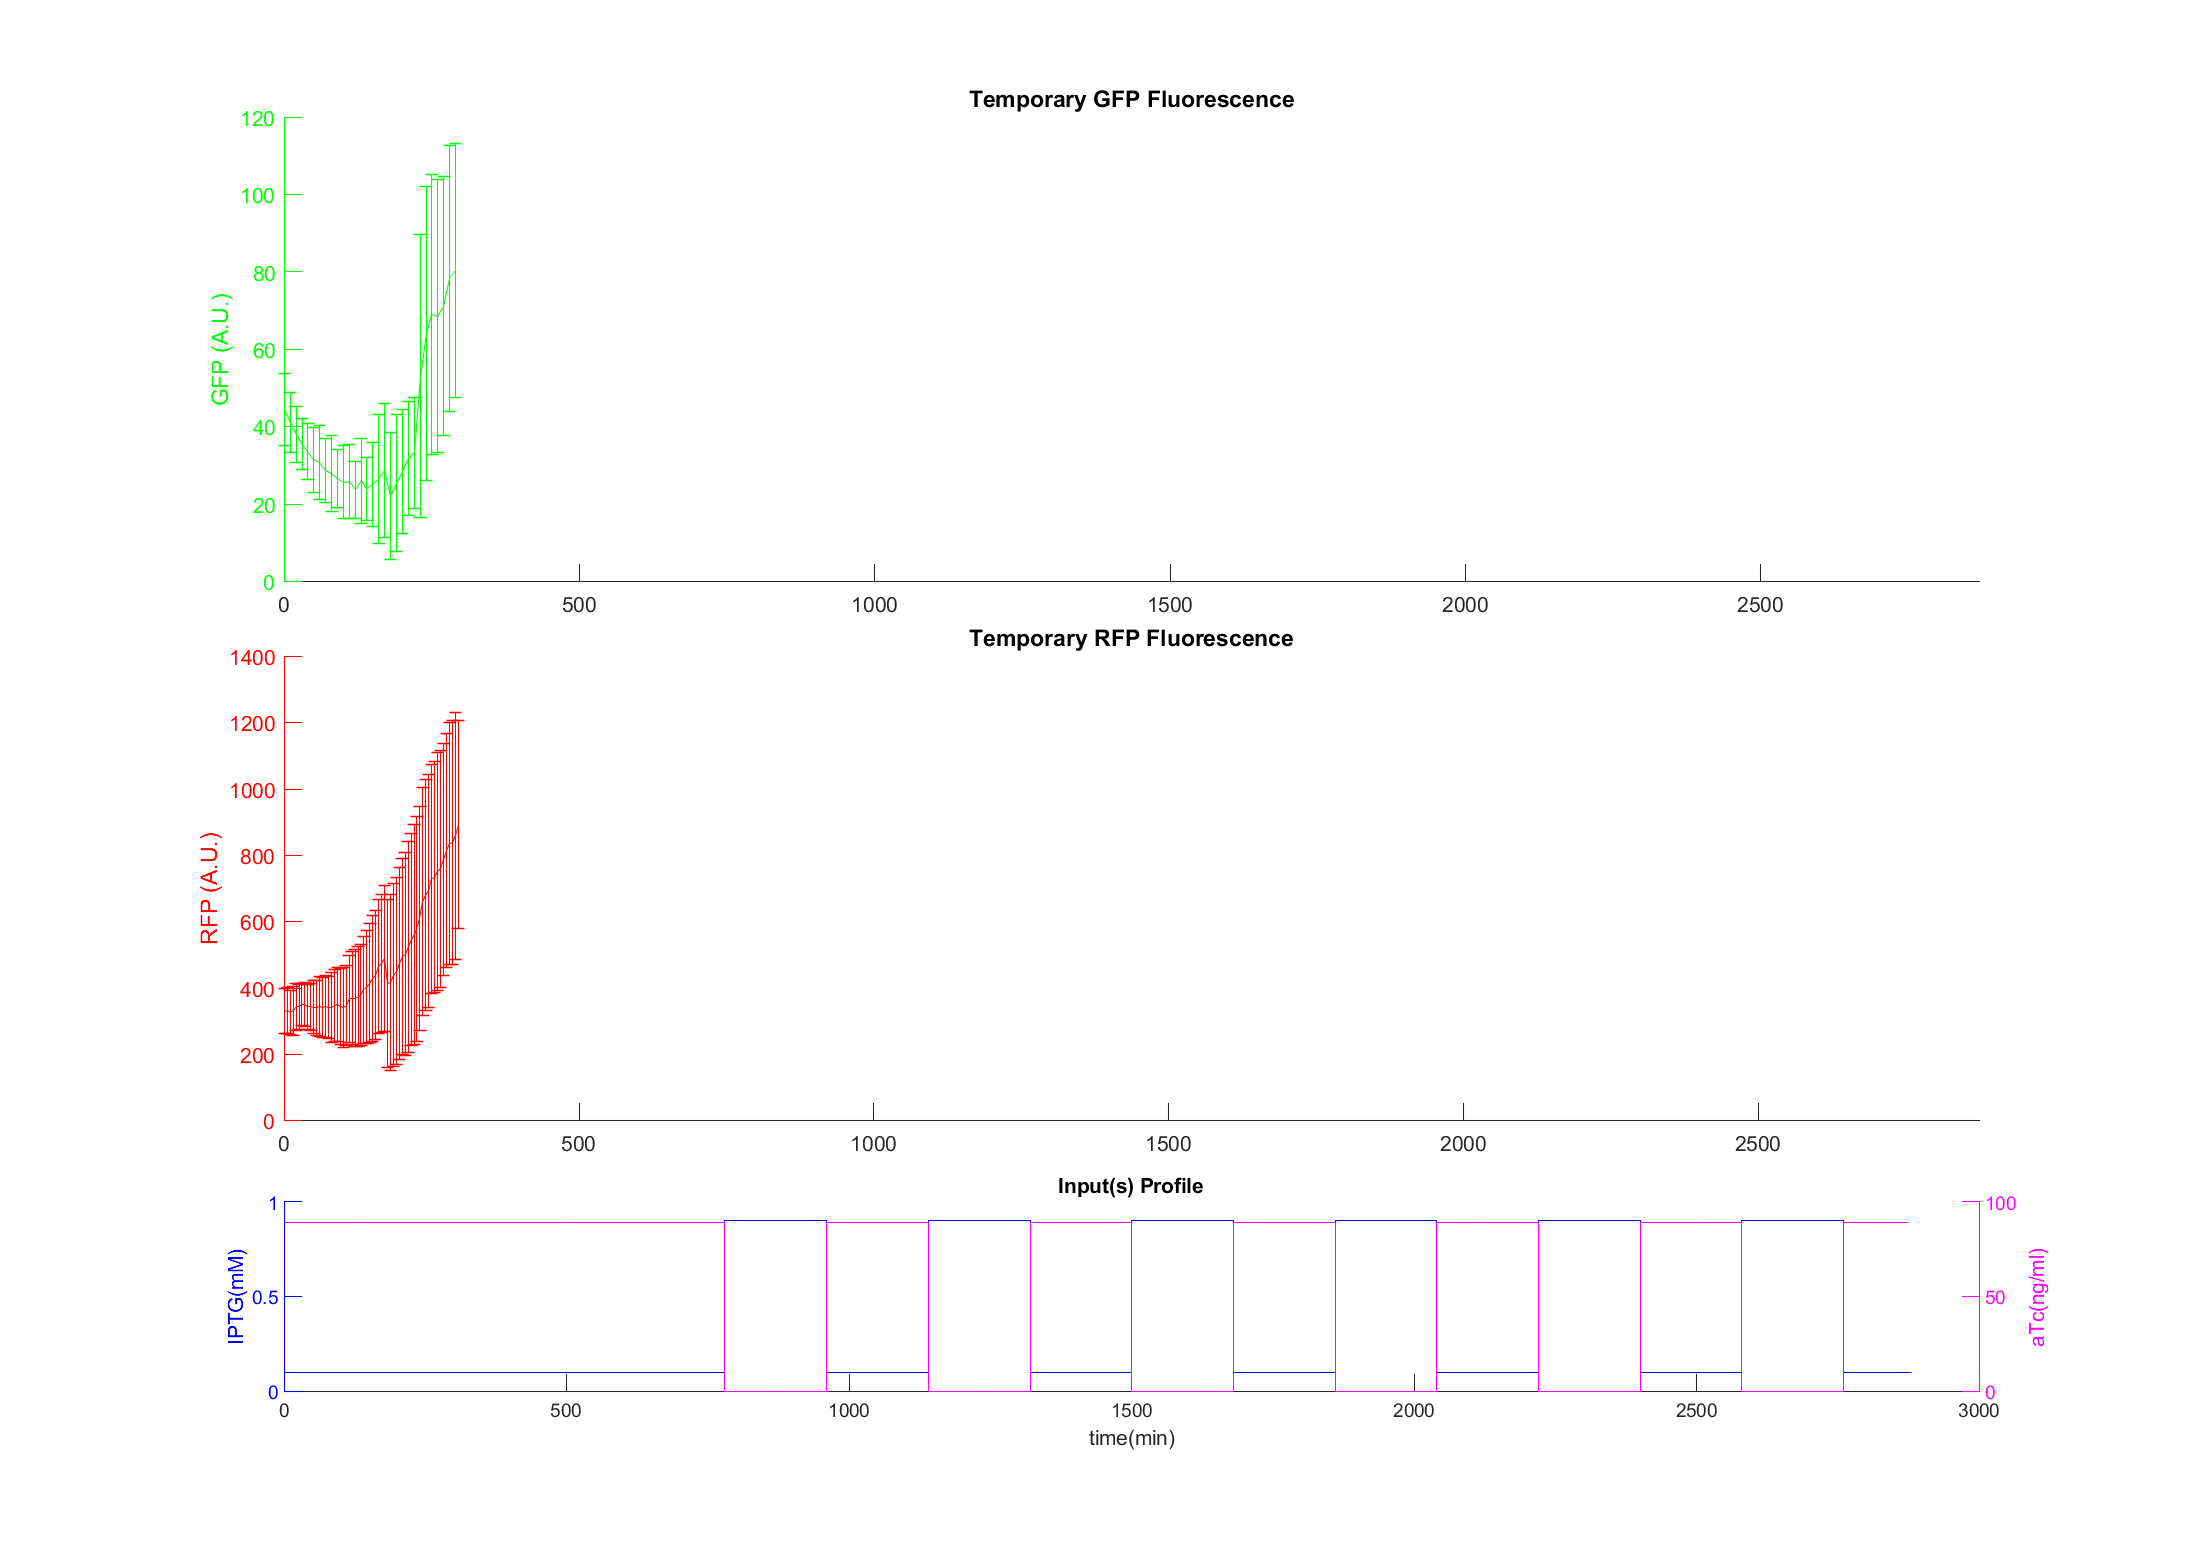 Temporary GFP Fluorescence
120
100
80
60
40
20
0
GFP (A.U.)
0 500 1000 1500 2000 2500
Temporary RFP Fluorescence
1400
1200
1000
800
600
400
200
0
RFP (A.U.)
0 500 1000 1500 2000 2500
Input(s) Profile
1
0.5
0
IPTG(mM)
100
50
0
aTc(ng/ml)
0 500 1000 1500 2000 2500 3000
time(min)